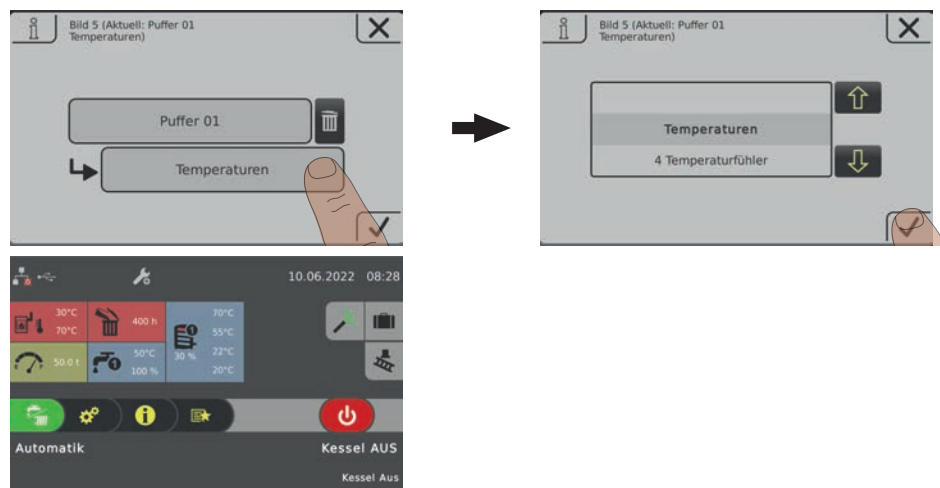 Bild 5 (Aktuell: Puffer 01
Temperaturen)
Puffer 01
Temperaturen
Bild 5 (Aktuell: Puffer 01
Temperaturen)
Temperaturen
4 Temperaturfühler
10.06.2022 08:28
30°C
70°C
400 h
1
30 %
70°C
55°C
22°C
20°C
50.0 t
1
50°C
100 %
Automatik
Kessel AUS
Kessel Aus